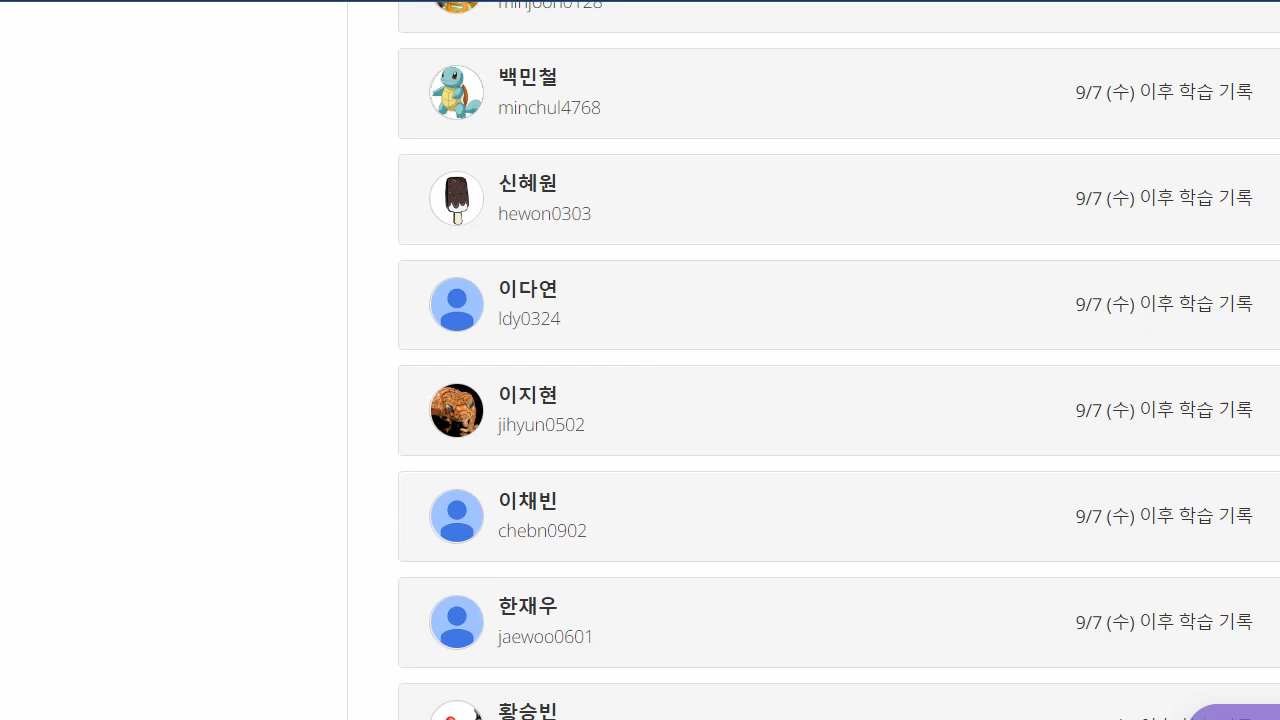 minjoon0128
백민철
minchul4768
9/7 (수) 이후 학습 기록
신혜원
hewon0303
9/7 (수) 이후 학습 기록
이다연
ldy0324
9/7 (수) 이후 학습 기록
이지현
jihyun0502
9/7 (수) 이후 학습 기록
이채빈
chebn0902
9/7 (수) 이후 학습 기록
한재우
jaewoo0601
9/7 (수) 이후 학습 기록
황승빈